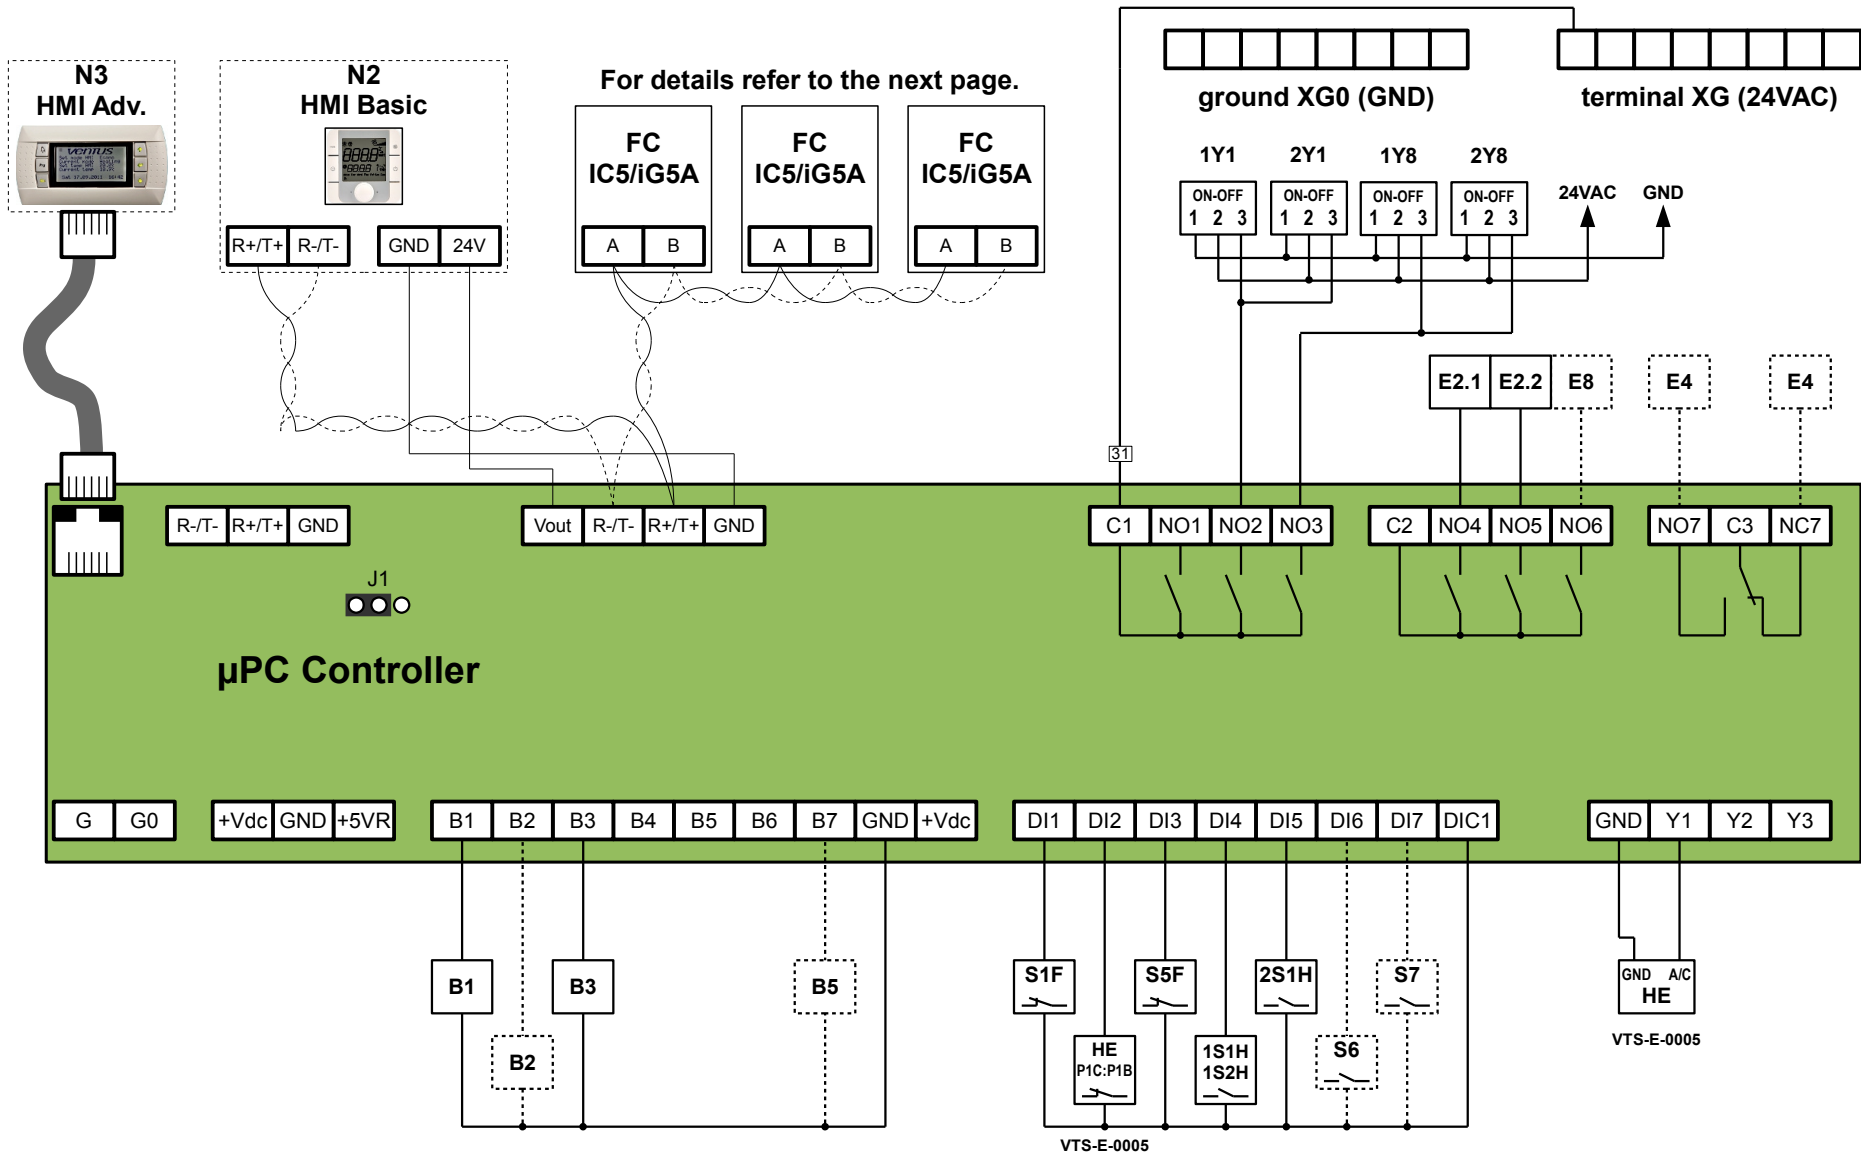 N3
HMI Adv.
VENTUS
N2
HMI Basic
R+/T+ R-/T- GND 24V
For details refer to the next page.
FC
IC5/iG5A
A B
FC
IC5/iG5A
A B
FC
IC5/iG5A
A B
ground XG0 (GND)
terminal XG (24VAC)
1Y1 2Y1 1Y8 2Y8
ON-OFF
1 2 3
ON-OFF
1 2 3
ON-OFF
1 2 3
ON-OFF
1 2 3
24VAC GND
E2.1 E2.2 E8 E4 E4
31
R-/T- R+/T+ GND
Vout R-/T- R+/T+ GND
C1 NO1 NO2 NO3
C2 NO4 NO5 NO6
NO7 C3 NC7
J1
µPC Controller
G G0
+Vdc GND +5VR
B1 B2 B3 B4 B5 B6 B7 GND +Vdc
DI1 DI2 DI3 DI4 DI5 DI6 DI7 DIC1
GND Y1 Y2 Y3
B1 B3 B5
B2
S1F S5F 2S1H S7
HE
P1C:P1B
1S1H
1S2H
S6
VTS-E-0005
GND A/C
HE
VTS-E-0005